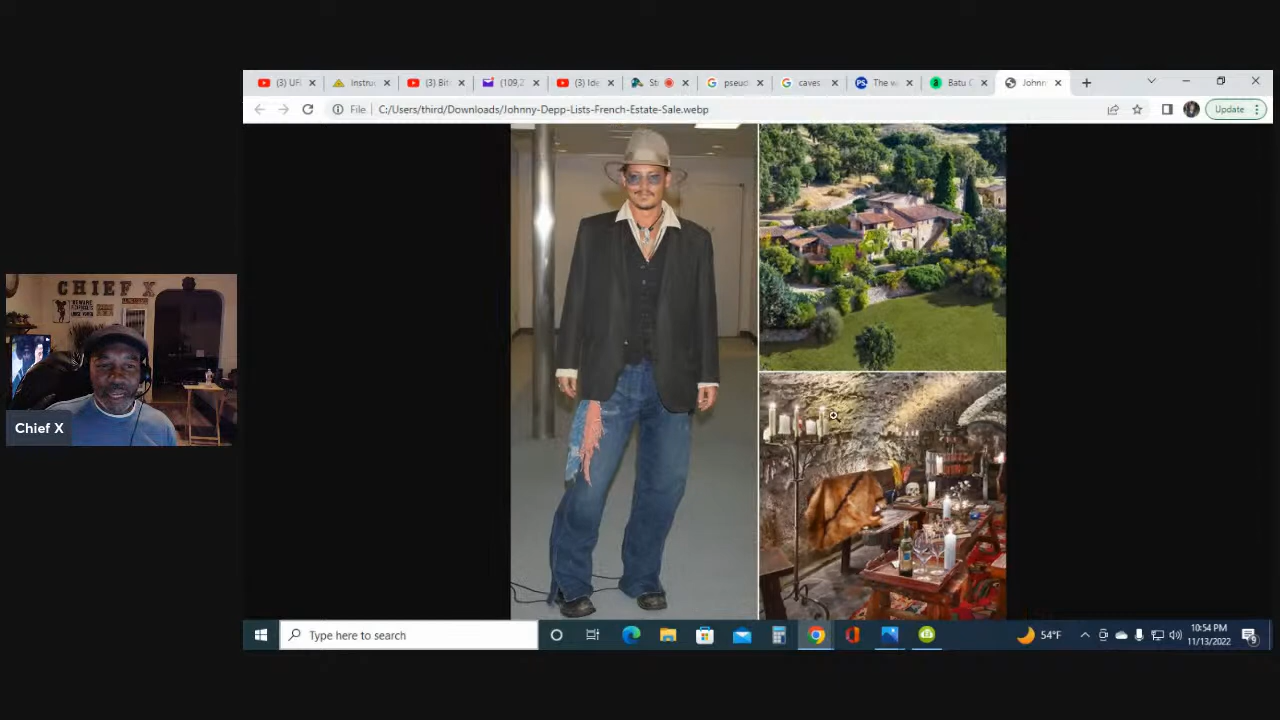 (3) UF
Instruc
(3) Bit
(109,2
(3) Ide
St
pseud
caves
The w
Batu C
Johnn
File
C:/Users/third/Downloads/Johnny-Depp-Lists-French-Estate-Sale.webp
Update
CHIEF X
Chief X
Type here to search
54°F
10:54 PM
11/13/2022